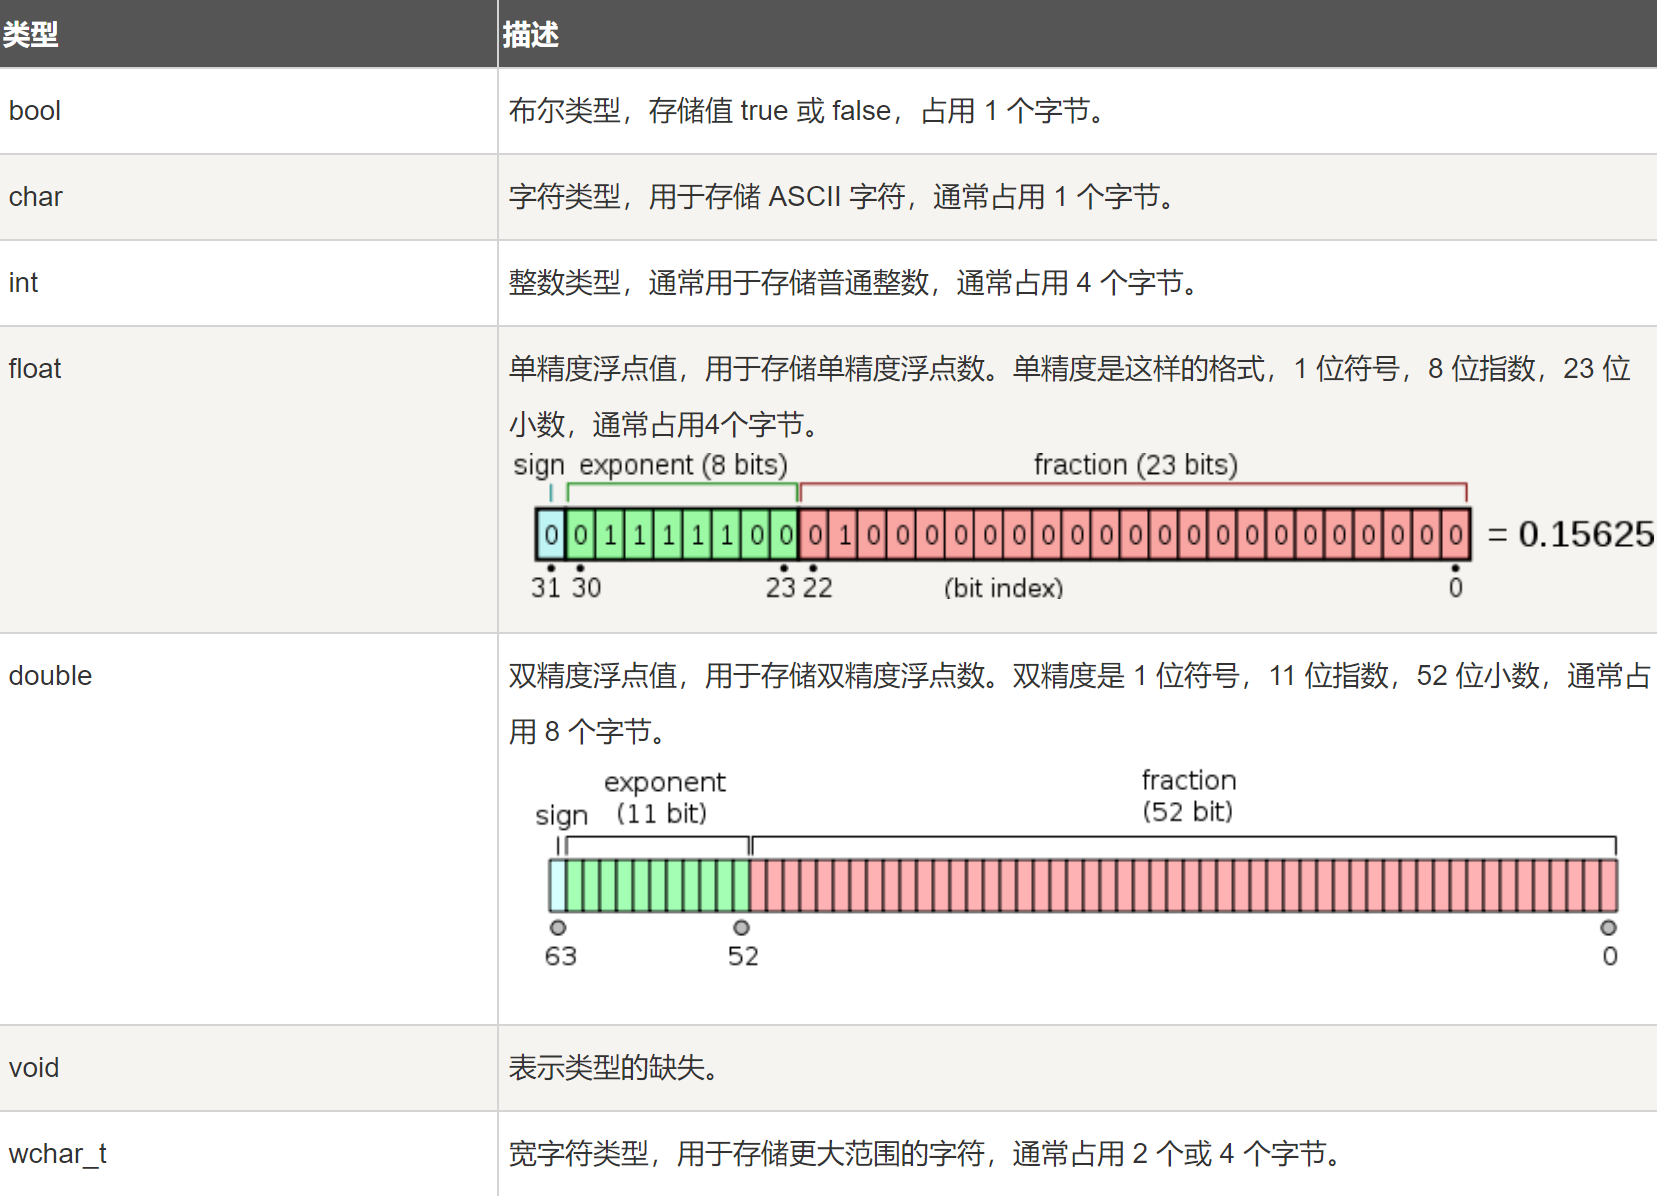 类型 描述
bool 布尔类型，存储值 true 或 false，占用 1 个字节。
char 字符类型，用于存储 ASCII 字符，通常占用 1 个字节。
int 整数类型，通常用于存储普通整数，通常占用 4 个字节。
float 单精度浮点值，用于存储单精度浮点数。单精度是这样的格式，1 位符号，8 位指数，23 位
小数，通常占用4个字节。
sign exponent (8 bits) fraction (23 bits)
0 0 1 1 1 1 1 0 0 0 1 0 0 0 0 0 0 0 0 0 0 0 0 0 0 0 0 0 0 0 0 0 = 0.15625
31 30 23 22 (bit index) 0
double 双精度浮点值，用于存储双精度浮点数。双精度是 1 位符号，11 位指数，52 位小数，通常占
用 8 个字节。
exponent fraction
sign (11 bit) (52 bit)
63 52 0
void 表示类型的缺失。
wchar_t 宽字符类型，用于存储更大范围的字符，通常占用 2 个或 4 个字节。